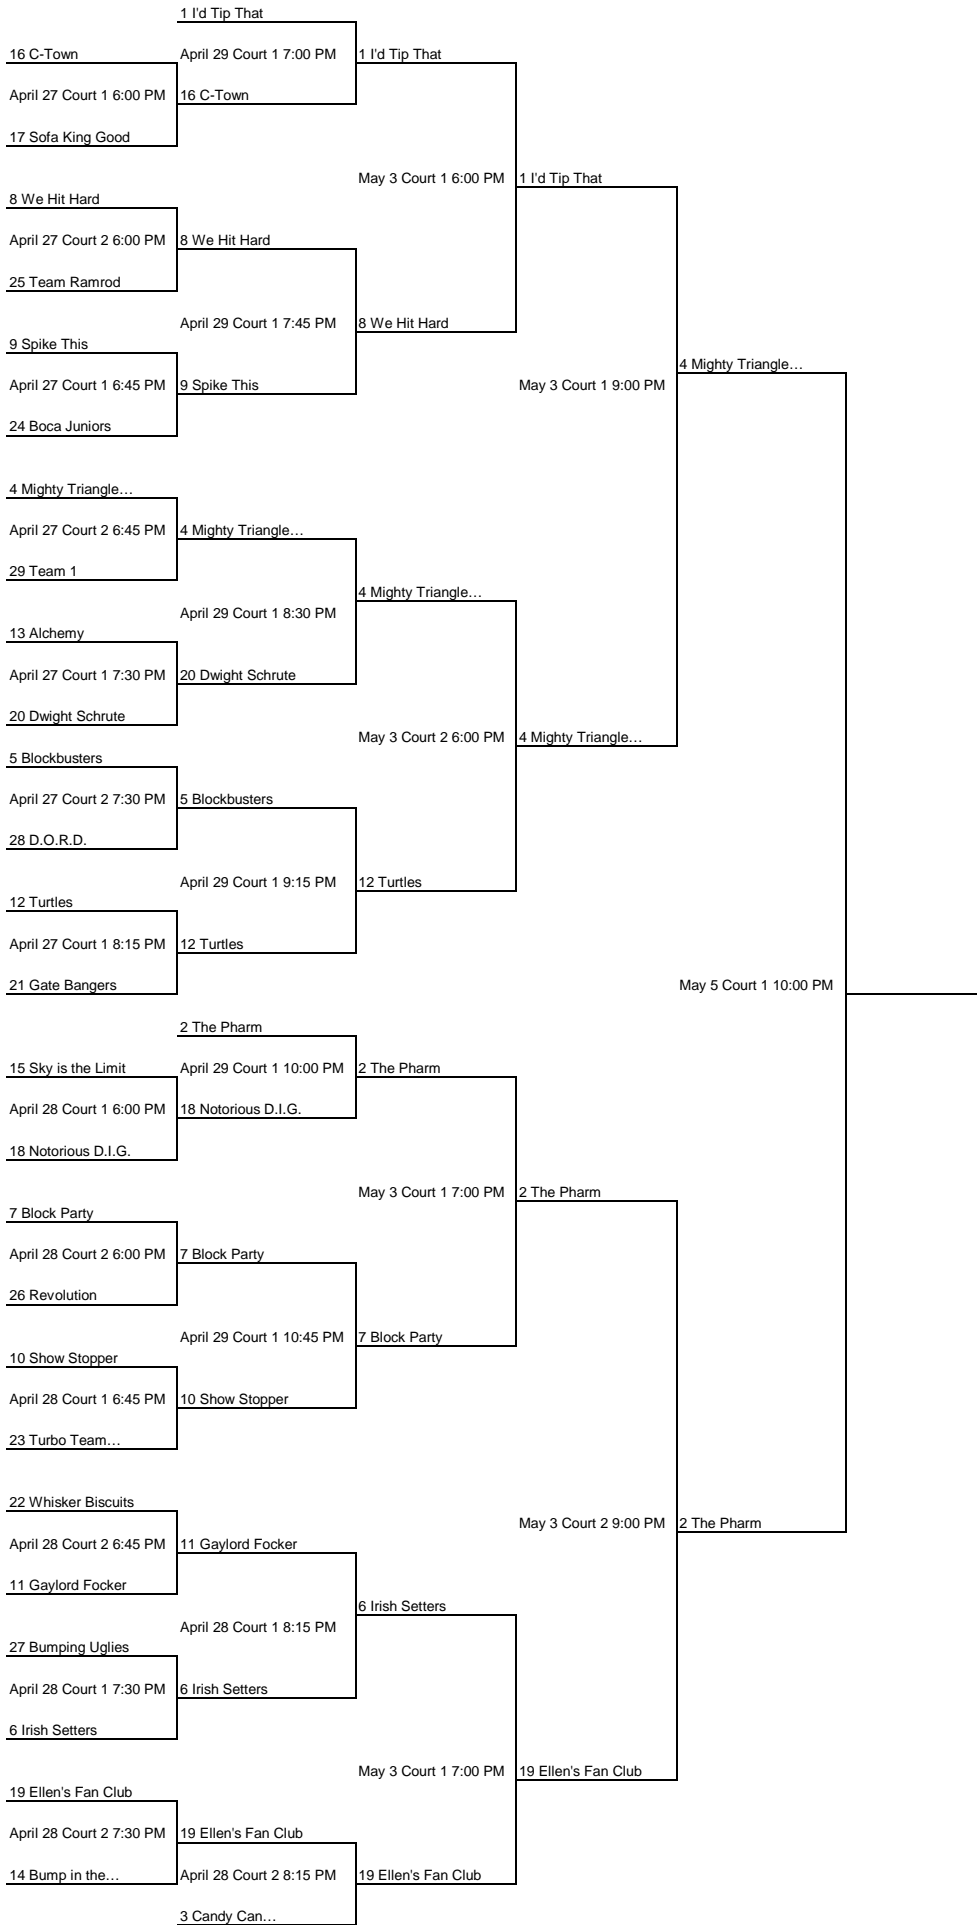 1 I'd Tip That
16 C-Town
April 29 Court 1 7:00 PM
1 I'd Tip That
April 27 Court 1 6:00 PM
16 C-Town
17 Sofa King Good
May 3 Court 1 6:00 PM
1 I'd Tip That
8 We Hit Hard
April 27 Court 2 6:00 PM
8 We Hit Hard
25 Team Ramrod
April 29 Court 1 7:45 PM
8 We Hit Hard
9 Spike This
4 Mighty Triangle…
April 27 Court 1 6:45 PM
9 Spike This
May 3 Court 1 9:00 PM
24 Boca Juniors
4 Mighty Triangle…
April 27 Court 2 6:45 PM
4 Mighty Triangle…
29 Team 1
4 Mighty Triangle…
April 29 Court 1 8:30 PM
13 Alchemy
April 27 Court 1 7:30 PM
20 Dwight Schrute
20 Dwight Schrute
May 3 Court 2 6:00 PM
4 Mighty Triangle…
5 Blockbusters
April 27 Court 2 7:30 PM
5 Blockbusters
28 D.O.R.D.
April 29 Court 1 9:15 PM
12 Turtles
12 Turtles
April 27 Court 1 8:15 PM
12 Turtles
21 Gate Bangers
May 5 Court 1 10:00 PM
2 The Pharm
15 Sky is the Limit
April 29 Court 1 10:00 PM
2 The Pharm
April 28 Court 1 6:00 PM
18 Notorious D.I.G.
18 Notorious D.I.G.
May 3 Court 1 7:00 PM
2 The Pharm
7 Block Party
April 28 Court 2 6:00 PM
7 Block Party
26 Revolution
April 29 Court 1 10:45 PM
7 Block Party
10 Show Stopper
April 28 Court 1 6:45 PM
10 Show Stopper
23 Turbo Team…
22 Whisker Biscuits
May 3 Court 2 9:00 PM
2 The Pharm
April 28 Court 2 6:45 PM
11 Gaylord Focker
11 Gaylord Focker
6 Irish Setters
April 28 Court 1 8:15 PM
27 Bumping Uglies
April 28 Court 1 7:30 PM
6 Irish Setters
6 Irish Setters
May 3 Court 1 7:00 PM
19 Ellen's Fan Club
19 Ellen's Fan Club
April 28 Court 2 7:30 PM
19 Ellen's Fan Club
14 Bump in the…
April 28 Court 2 8:15 PM
19 Ellen's Fan Club
3 Candy Can…